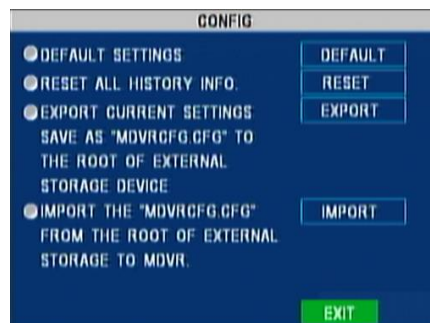 CONFIG
DEFAULT SETTINGS DEFAULT
RESET ALL HISTORY INFO. RESET
EXPORT CURRENT SETTINGS EXPORT
SAVE AS "MDVRCFG.CFG" TO
THE ROOT OF EXTERNAL
STORAGE DEVICE
IMPORT THE "MDVRCFG.CFG" IMPORT
FROM THE ROOT OF EXTERNAL
STORAGE TO MDVR.
EXIT